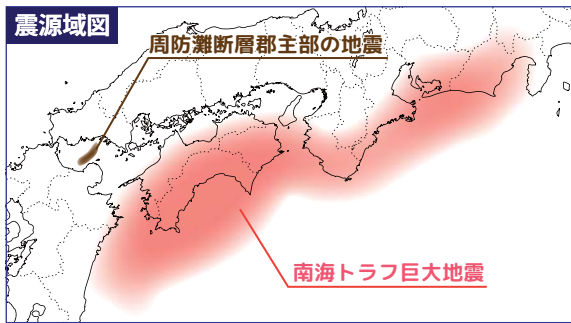 震源域図
周防灘断層郡主部の地震
南海トラフ巨大地震